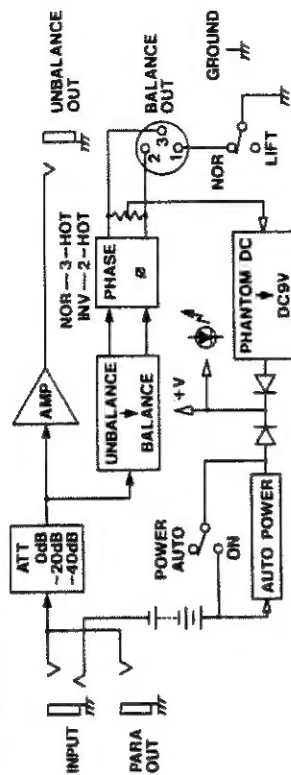 INPUT
PARA
OUT
ATT
0dB
-20dB
-40dB
AMP
UNBALANCE
OUT
UNBALANCE
BALANCE
NOR—3-HOT
INV—2-HOT
PHASE
ø
BALANCE
OUT
2
3
1
NOR
LIFT
GROUND
POWER
AUTO
ON
AUTO POWER
+V
PHANTOM DC
DC9V